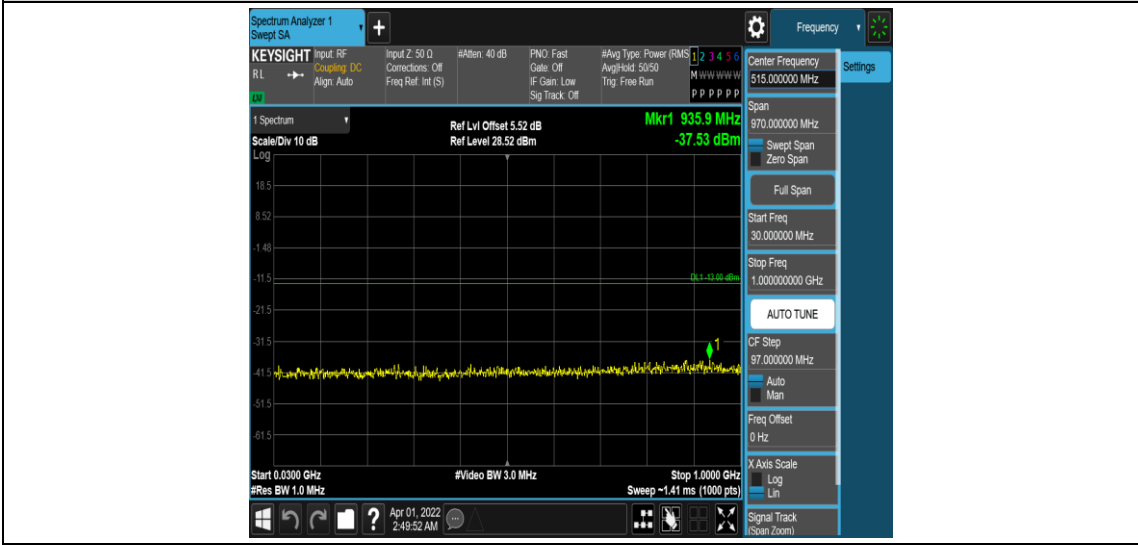 Spectrum Analyzer 1
Swept SA
Frequency
KEYSIGHT
RL
LXI
Input: RF
Coupling: DC
Align: Auto
Input Z: 50 Ω
Corrections: Off
Freq Ref: Int (S)
#Atten: 40 dB
PNO: Fast
Gate: Off
IF Gain: Low
Sig Track: Off
#Avg Type: Power (RMS
Avg|Hold: 50/50
Trig: Free Run
1 2 3 4 5 6
M W W W W W
P P P P P P
1 Spectrum
Scale/Div 10 dB
Log
Ref Lvl Offset 5.52 dB
Ref Level 28.52 dBm
Mkr1 935.9 MHz
-37.53 dBm
18.5
8.52
-1.48
-11.5
DL1 -13.00 dBm
-21.5
-31.5
1
-41.5
-51.5
-61.5
Start 0.0300 GHz
#Res BW 1.0 MHz
#Video BW 3.0 MHz
Stop 1.0000 GHz
Sweep ~1.41 ms (1000 pts)
Apr 01, 2022
2:49:52 AM
Center Frequency
515.000000 MHz
Settings
Span
970.000000 MHz
Swept Span
Zero Span
Full Span
Start Freq
30.000000 MHz
Stop Freq
1.000000000 GHz
AUTO TUNE
CF Step
97.000000 MHz
Auto
Man
Freq Offset
0 Hz
X Axis Scale
Log
Lin
Signal Track
(Span Zoom)